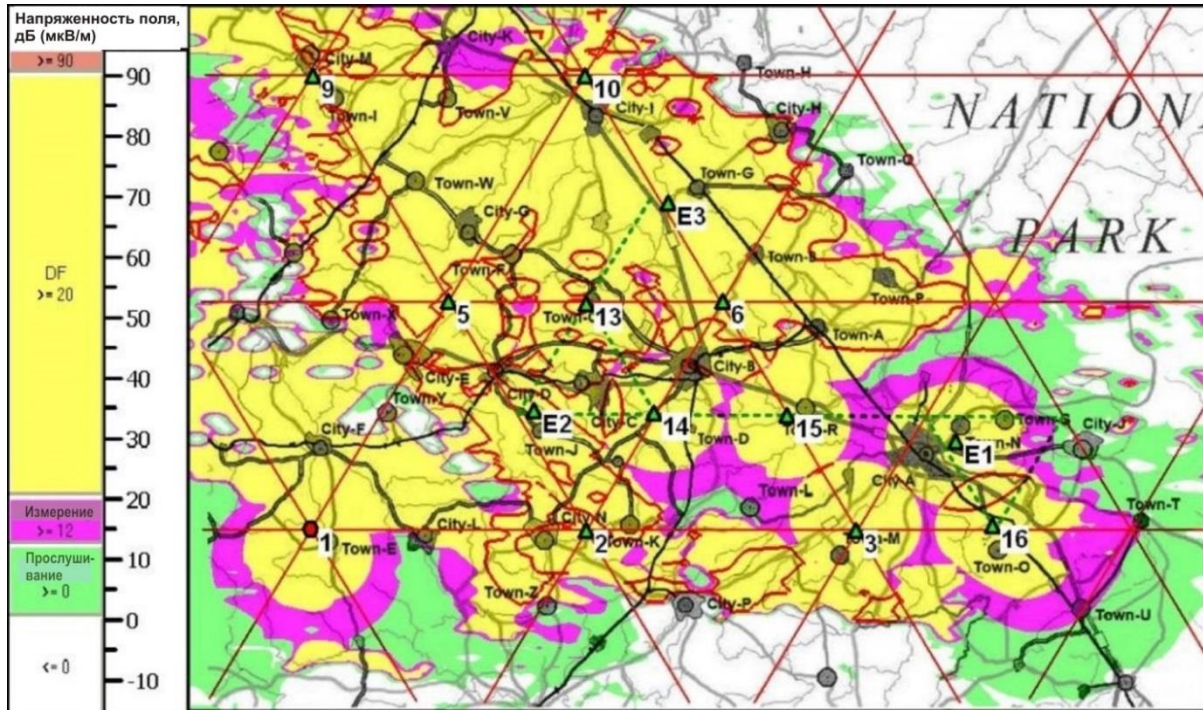 Напряженность поля,
дБ (мкВ/м)
>= 90
DF
>= 20
Измерение
>= 12
Прослуши-
вание
>= 0
<= 0
90
80
70
60
50
40
30
20
10
0
-10
City-M
City-K
Town-H
9
10
Town-I
Town-V
City-I
City-H
NATION
Town-Q
Town-W
Town-G
E3
City-G
PARK
Town-F
Town-P
5
13
6
Town-X
Town-A
City-E
City-B
Town-Y
City-D
E2
City-C
14
15
Town-R
Town-S
City-J
City-F
Town-J
Town-D
Town-N
E1
City-A
Town-L
Town-T
City-N
1
Town-E
City-L
2
Town-K
3
Town-M
16
Town-O
Town-Z
City-P
Town-U